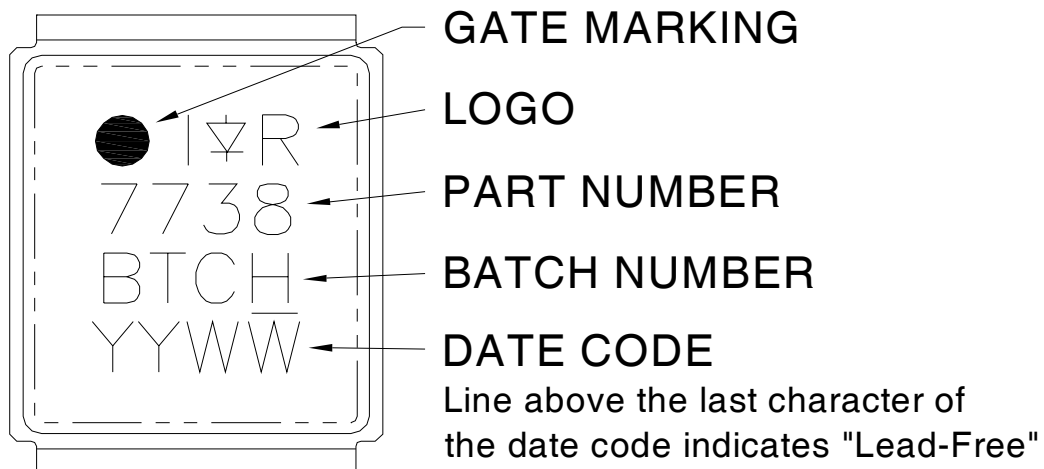 GATE MARKING
I R
LOGO
7738
PART NUMBER
BTCH
BATCH NUMBER
YYWW
DATE CODE
Line above the last character of
the date code indicates "Lead-Free"